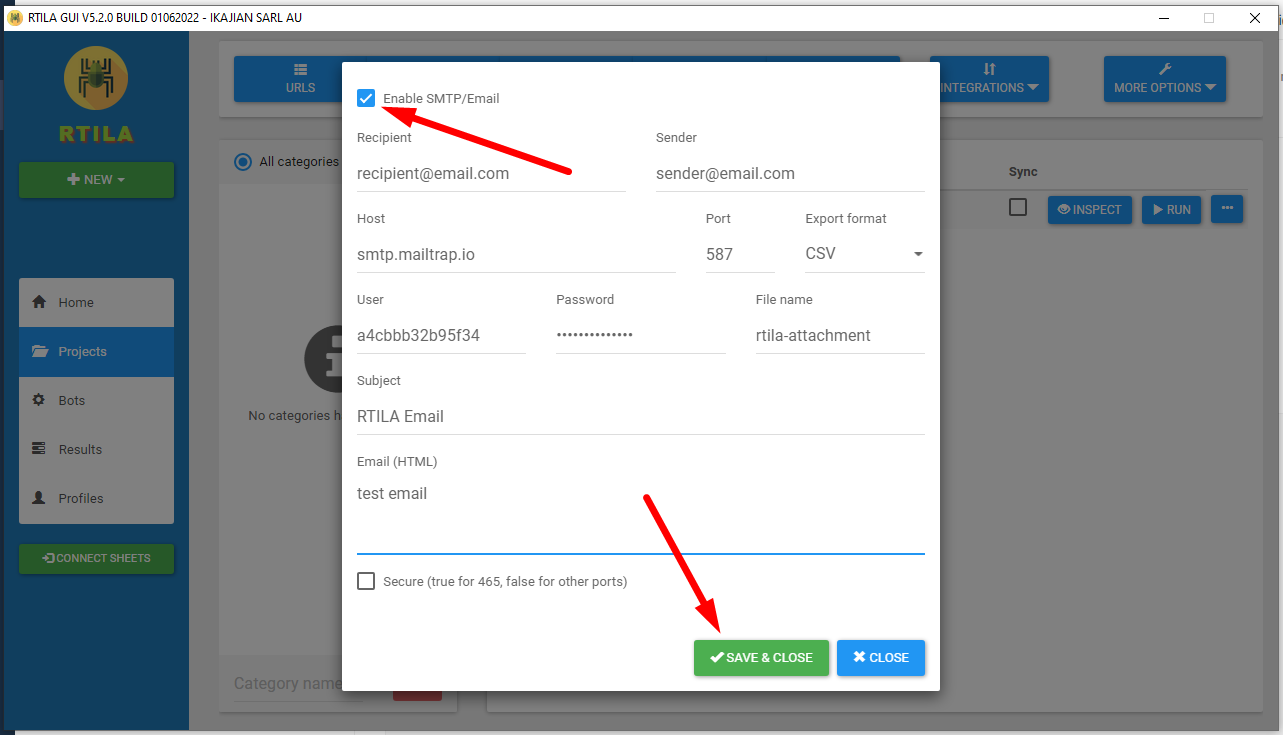 RTILA GUI V5.2.0 BUILD 01062022 - IKAJIAN SARL AU
RTILA
NEW
Home
Projects
Bots
Results
Profiles
CONNECT SHEETS
URLS
INTEGRATIONS
MORE OPTIONS
All categories
Sync
INSPECT
RUN
No categories
Category name
Enable SMTP/Email
Recipient
Sender
recipient@email.com
sender@email.com
Host
Port
Export format
smtp.mailtrap.io
587
CSV
User
Password
File name
a4cbbb32b95f34
••••••••••••••
rtila-attachment
Subject
RTILA Email
Email (HTML)
test email
Secure (true for 465, false for other ports)
SAVE & CLOSE
CLOSE